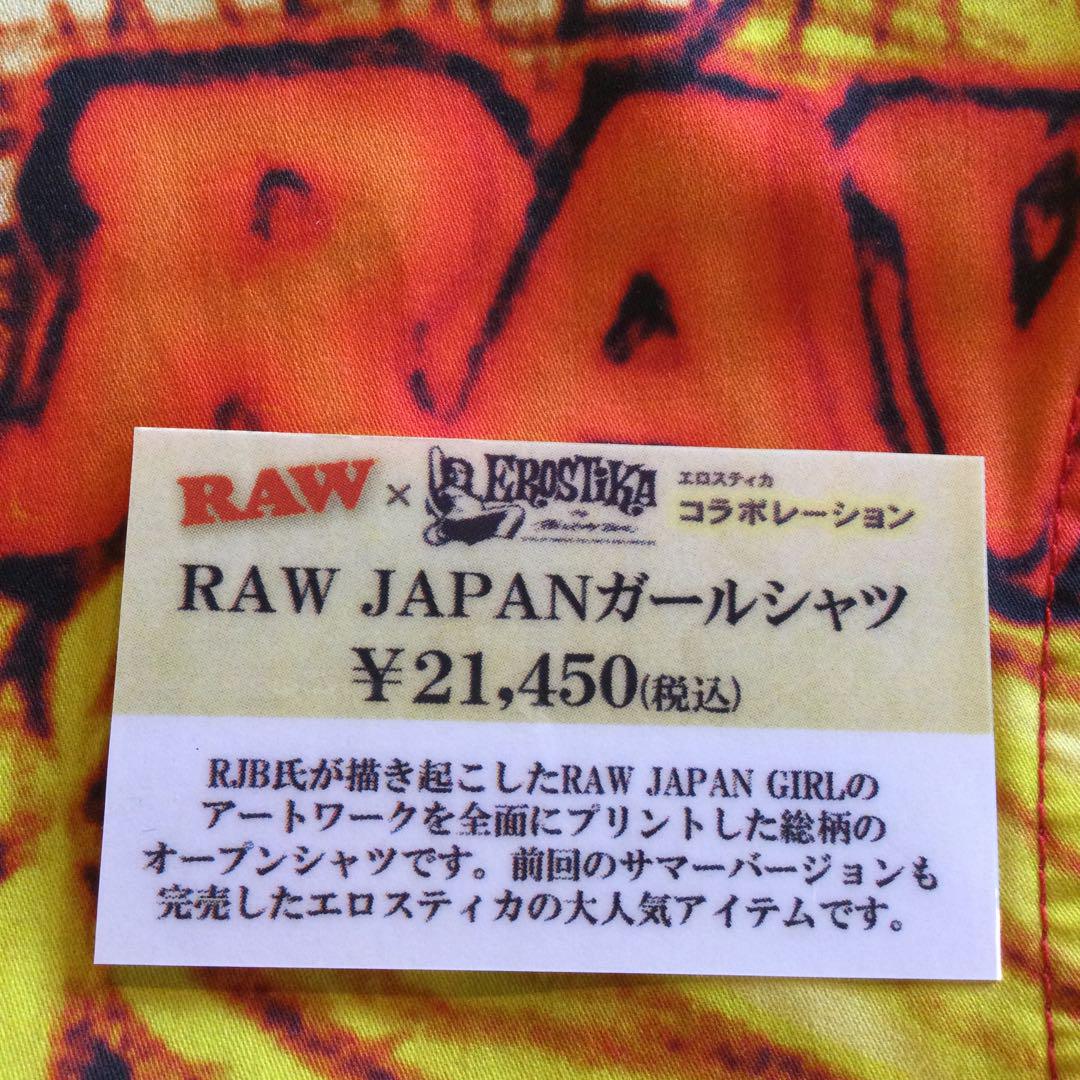 RAW
RAW × EROSTIKA エロスティカ
コラボレーション
RAW JAPANガールシャツ
￥21,450(税込)
RJB氏が描き起こしたRAW JAPAN GIRLの
アートワークを全面にプリントした総柄の
オープンシャツです。前回のサマーバージョンも
完売したエロスティカの大人気アイテムです。